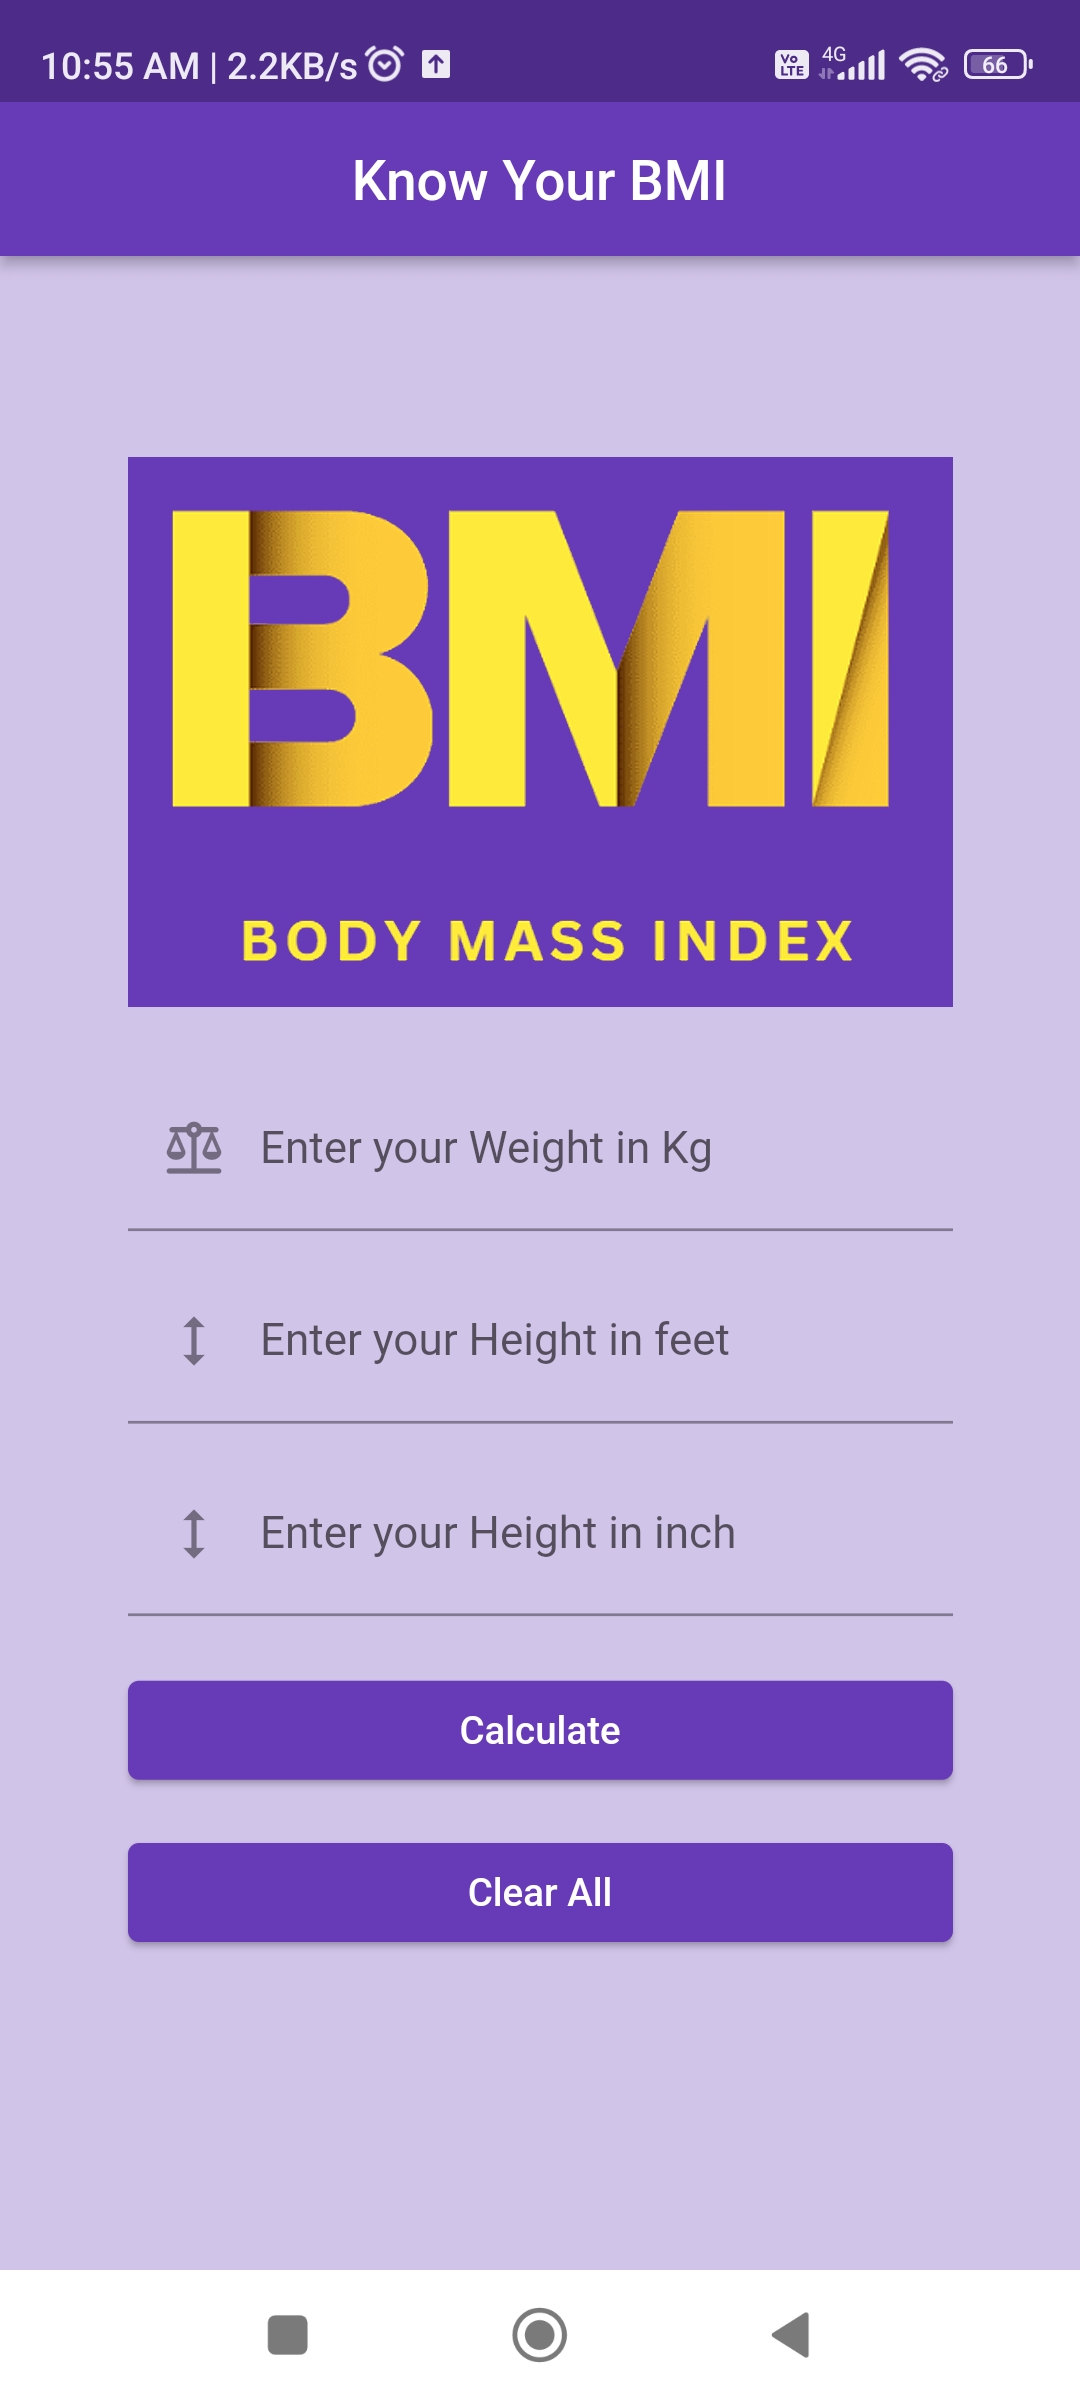 10:55 AM | 2.2KB/s Vo LTE 4G 66
Know Your BMI
BMI
BODY MASS INDEX
Enter your Weight in Kg
Enter your Height in feet
Enter your Height in inch
Calculate
Clear All